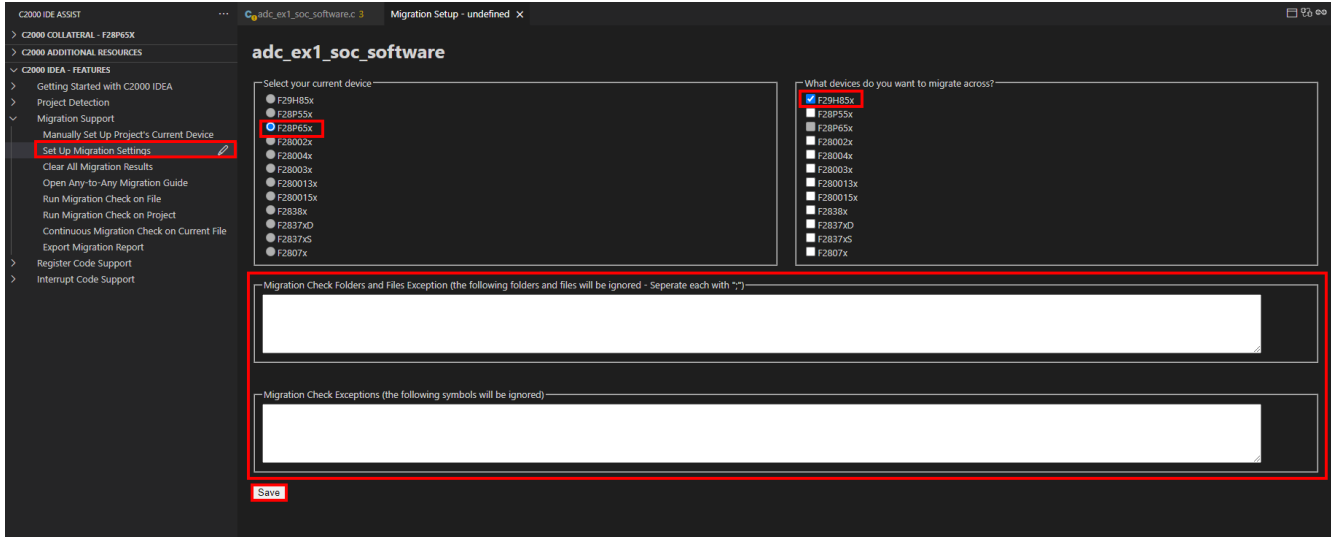 C2000 IDE ASSIST
···
> C2000 COLLATERAL - F28P65X
> C2000 ADDITIONAL RESOURCES
C2000 IDEA - FEATURES
> Getting Started with C2000 IDEA
> Project Detection
Migration Support
Manually Set Up Project's Current Device
Set Up Migration Settings
Clear All Migration Results
Open Any-to-Any Migration Guide
Run Migration Check on File
Run Migration Check on Project
Continuous Migration Check on Current File
Export Migration Report
> Register Code Support
> Interrupt Code Support
adc_ex1_soc_software.c 3
Migration Setup - undefined ×
adc_ex1_soc_software
Select your current device
F29H85x
F28P55x
F28P65x
F28002x
F28004x
F28003x
F280013x
F280015x
F2838x
F2837xD
F2837xS
F2807x
What devices do you want to migrate across?
F29H85x
F28P55x
F28P65x
F28002x
F28004x
F28003x
F280013x
F280015x
F2838x
F2837xD
F2837xS
F2807x
Migration Check Folders and Files Exception (the following folders and files will be ignored - Seperate each with ";")
Migration Check Exceptions (the following symbols will be ignored)
Save